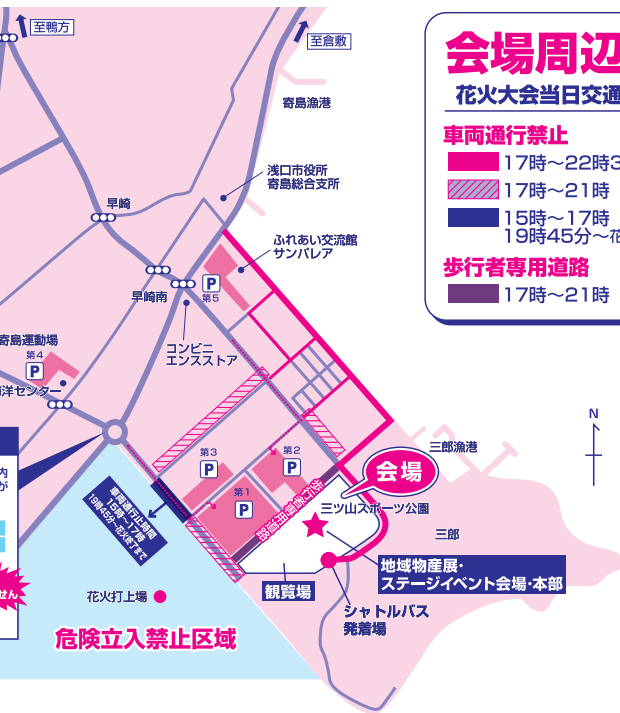 至鴨方
至倉敷
寄島漁港
浅口市役所
寄島総合支所
早崎
ふれあい交流館
サンパレア
P
第5
早崎南
コンビニ
エンスストア
寄島運動場
第4
P
洋センター
会場周辺
花火大会当日交通
車両通行禁止
17時～22時3
17時～21時
15時～17時
19時45分～花
歩行者専用道路
17時～21時
N
三郎漁港
会場
第3
P
第2
P
第1
P
歩行者専用道路
三ツ山スポーツ公園
三郎
車両通行止時間
15時～17時
19時45分～花火終了まで
内
が
せん
地域物産展・
ステージイベント会場・本部
観覧場
シャトルバス
発着場
花火打上場
危険立入禁止区域